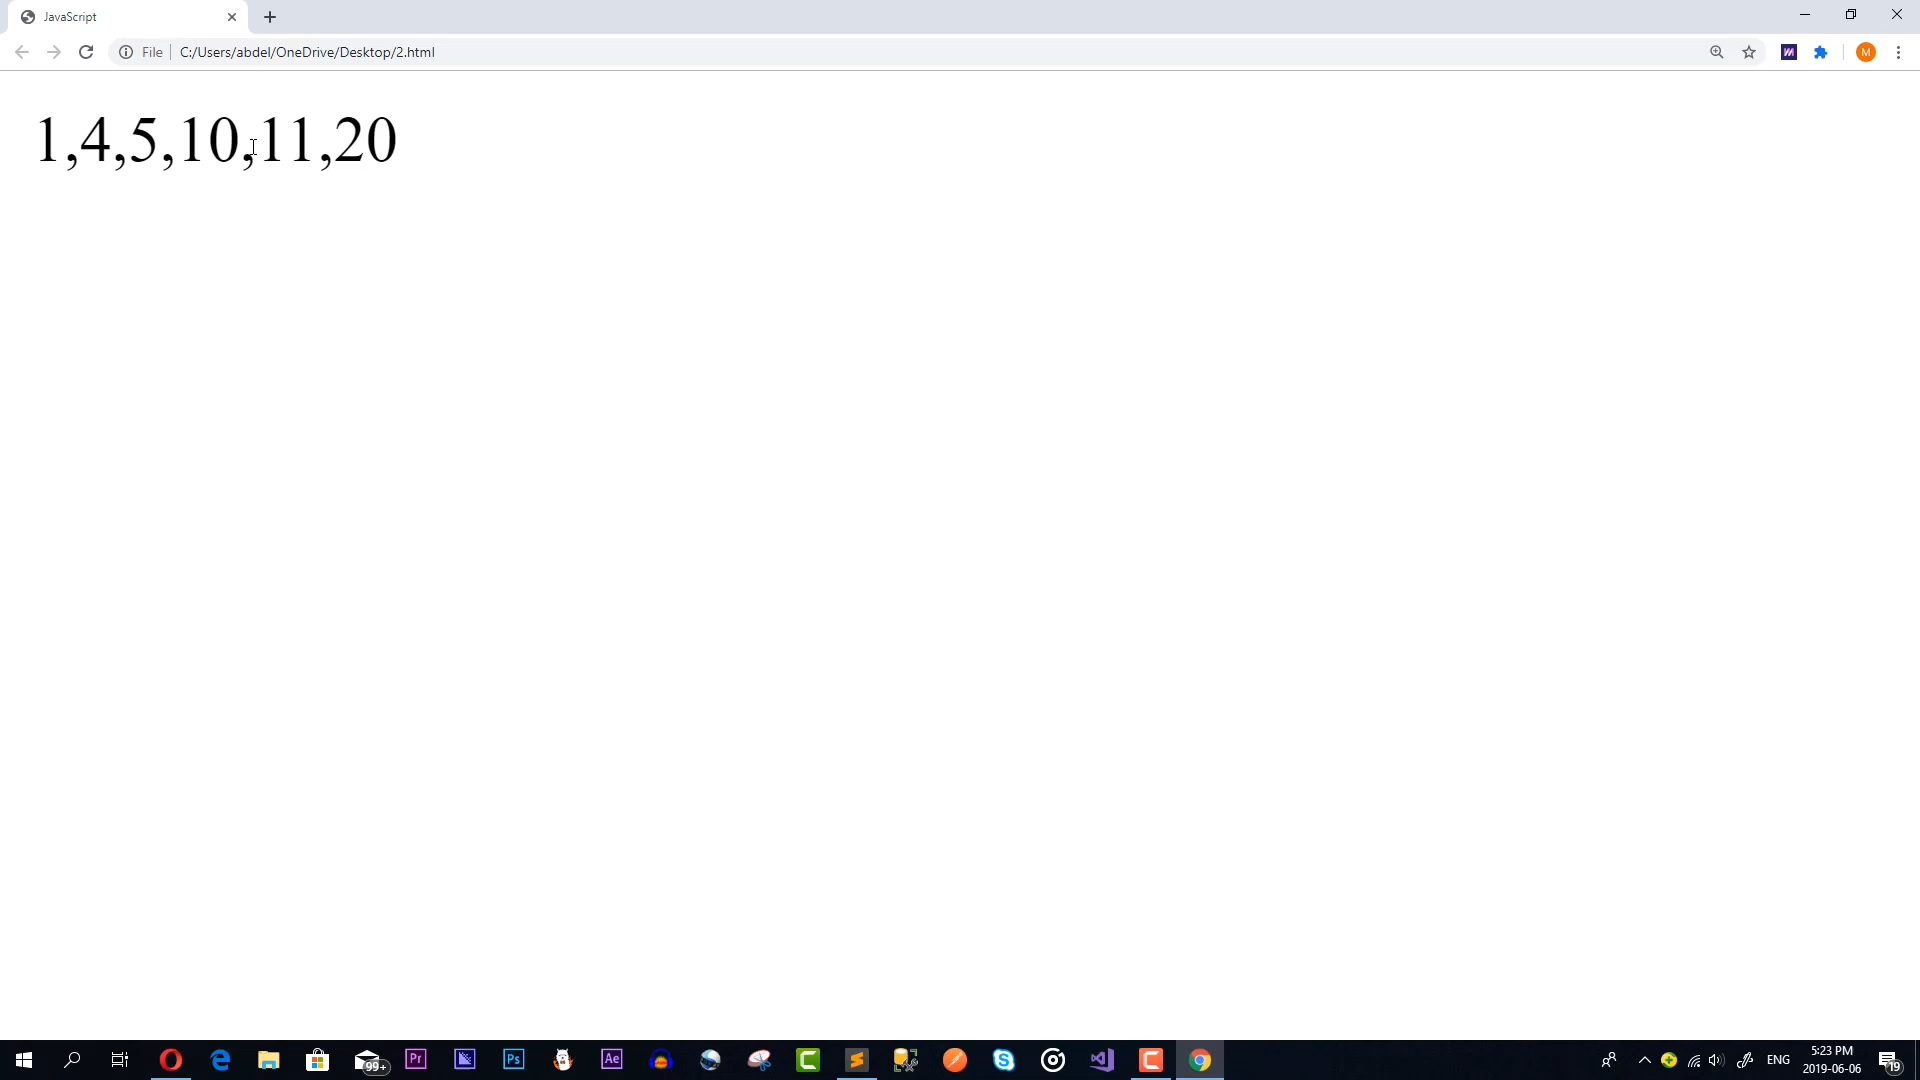 JavaScript
File
C:/Users/abdel/OneDrive/Desktop/2.html
M
1,4,5,10,11,20
99+
Pr
Ps
Ae
ENG
5:23 PM
2019-06-06
19